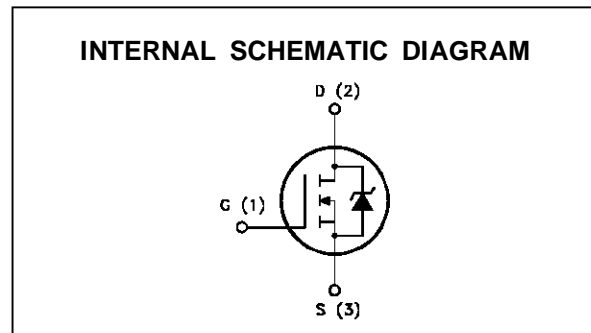 INTERNAL SCHEMATIC DIAGRAM
D (2)
G (1)
S (3)